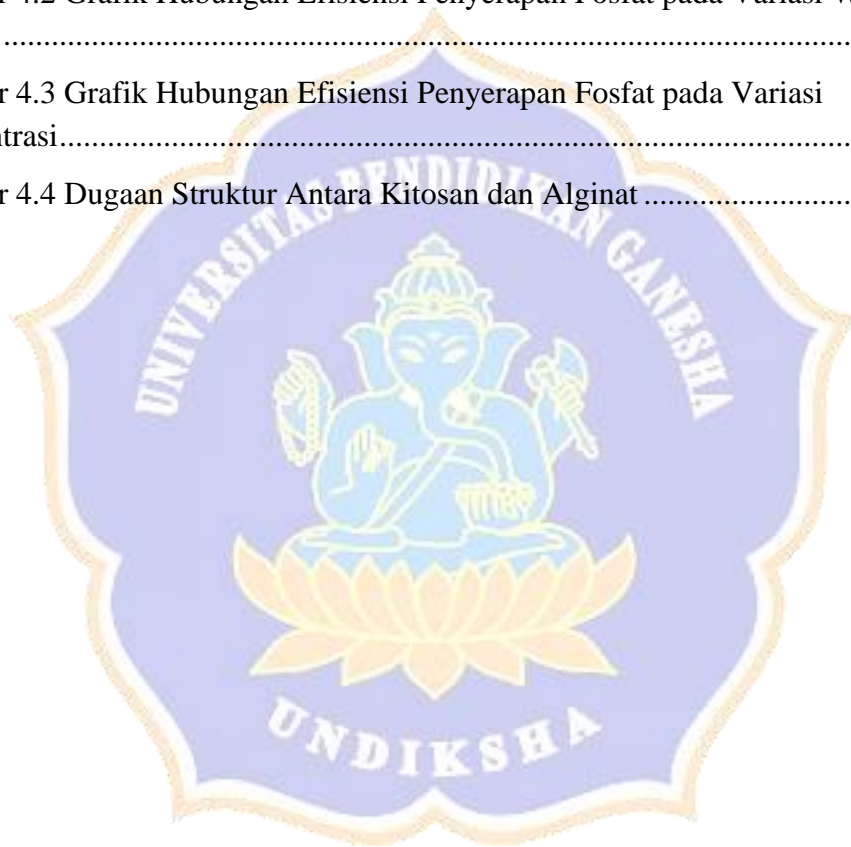 r 4.2 Grafik Hubungan Efisiensi Penyerapan Fosfat pada Variasi
................................................................................................
r 4.3 Grafik Hubungan Efisiensi Penyerapan Fosfat pada Variasi
ntrasi................................................................................................
r 4.4 Dugaan Struktur Antara Kitosan dan Alginat..........................
UNIVERSITAS PENDIDIKAN GANESHA
UNDIKSHA